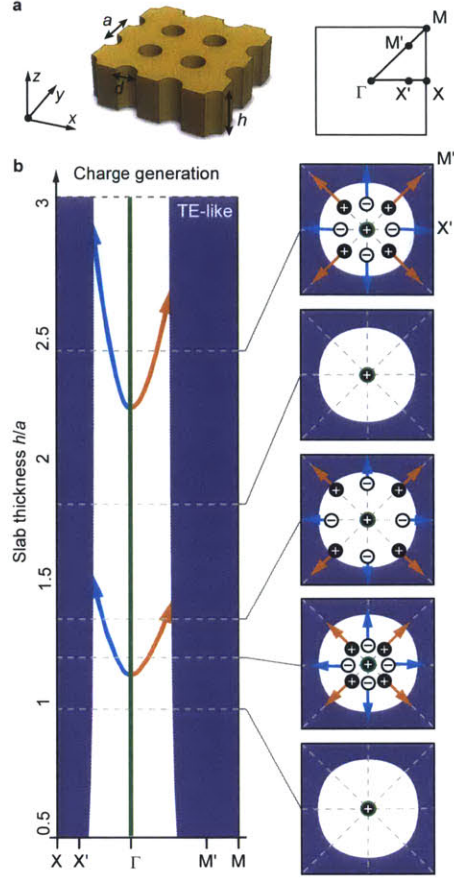 a
a
d
h
z
y
x
M
M'
Γ
X'
X
b
Charge generation
TE-like
3
2.5
2
1.5
1
0.5
Slab thickness h/a
X
X'
Γ
M'
M
M'
X'
− + + − + − + − +
+
+ − + − + − + − +
+ − + − + − + − +
+